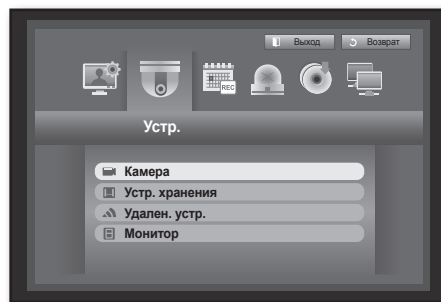 Выход Возврат
REC
Устр.
Камера
Устр. хранения
Удален. устр.
Монитор